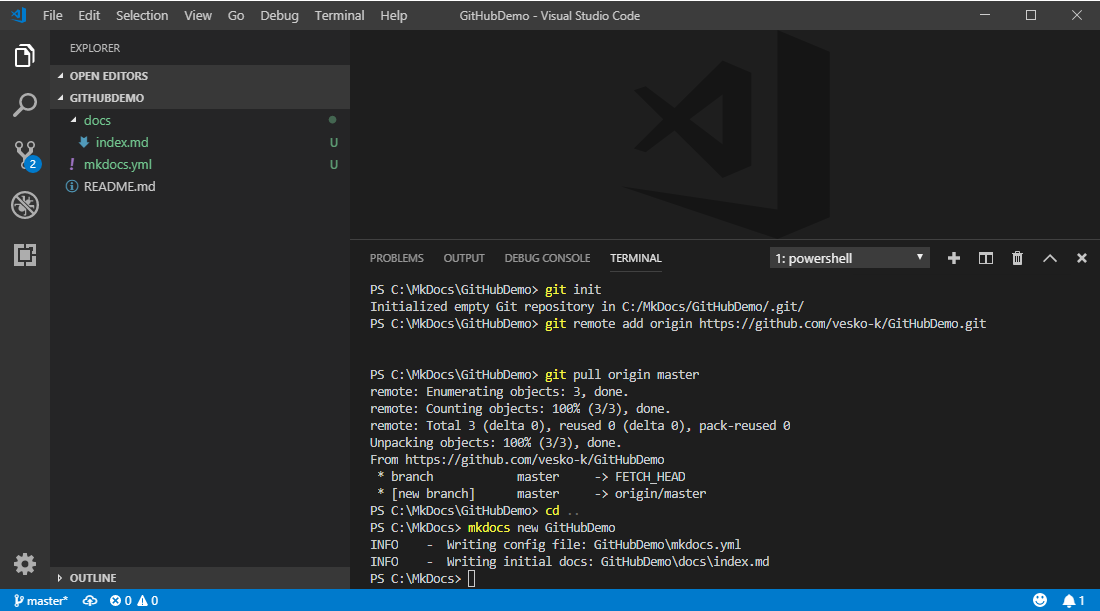 File Edit Selection View Go Debug Terminal Help GitHubDemo - Visual Studio Code
EXPLORER
OPEN EDITORS
GITHUBDEMO
docs
index.md U
2
mkdocs.yml U
README.md
OUTLINE
PROBLEMS OUTPUT DEBUG CONSOLE TERMINAL 1: powershell
PS C:\MkDocs\GitHubDemo> git init
Initialized empty Git repository in C:/MkDocs/GitHubDemo/.git/
PS C:\MkDocs\GitHubDemo> git remote add origin https://github.com/vesko-k/GitHubDemo.git
PS C:\MkDocs\GitHubDemo> git pull origin master
remote: Enumerating objects: 3, done.
remote: Counting objects: 100% (3/3), done.
remote: Total 3 (delta 0), reused 0 (delta 0), pack-reused 0
Unpacking objects: 100% (3/3), done.
From https://github.com/vesko-k/GitHubDemo
* branch master -> FETCH_HEAD
* [new branch] master -> origin/master
PS C:\MkDocs\GitHubDemo> cd ..
PS C:\MkDocs> mkdocs new GitHubDemo
INFO - Writing config file: GitHubDemo\mkdocs.yml
INFO - Writing initial docs: GitHubDemo\docs\index.md
PS C:\MkDocs>
master* 0 0 1